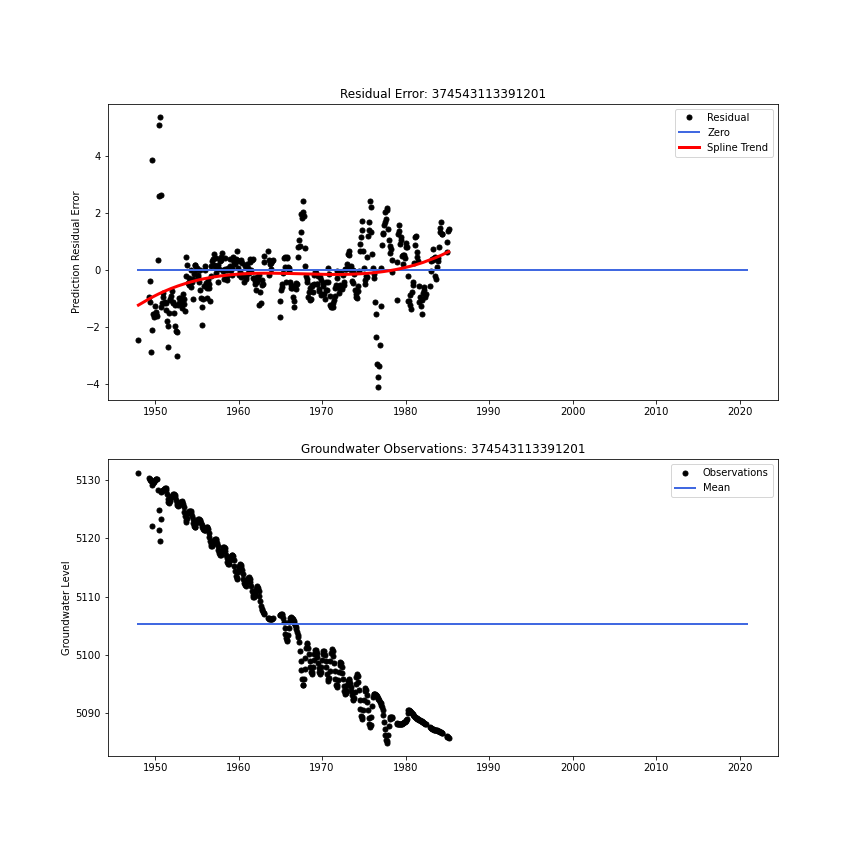 Residual Error: 374543113391201
Prediction Residual Error
4
2
0
−2
−4
Residual
Zero
Spline Trend
1950 1960 1970 1980 1990 2000 2010 2020
Groundwater Observations: 374543113391201
Groundwater Level
5130
5120
5110
5100
5090
Observations
Mean
1950 1960 1970 1980 1990 2000 2010 2020